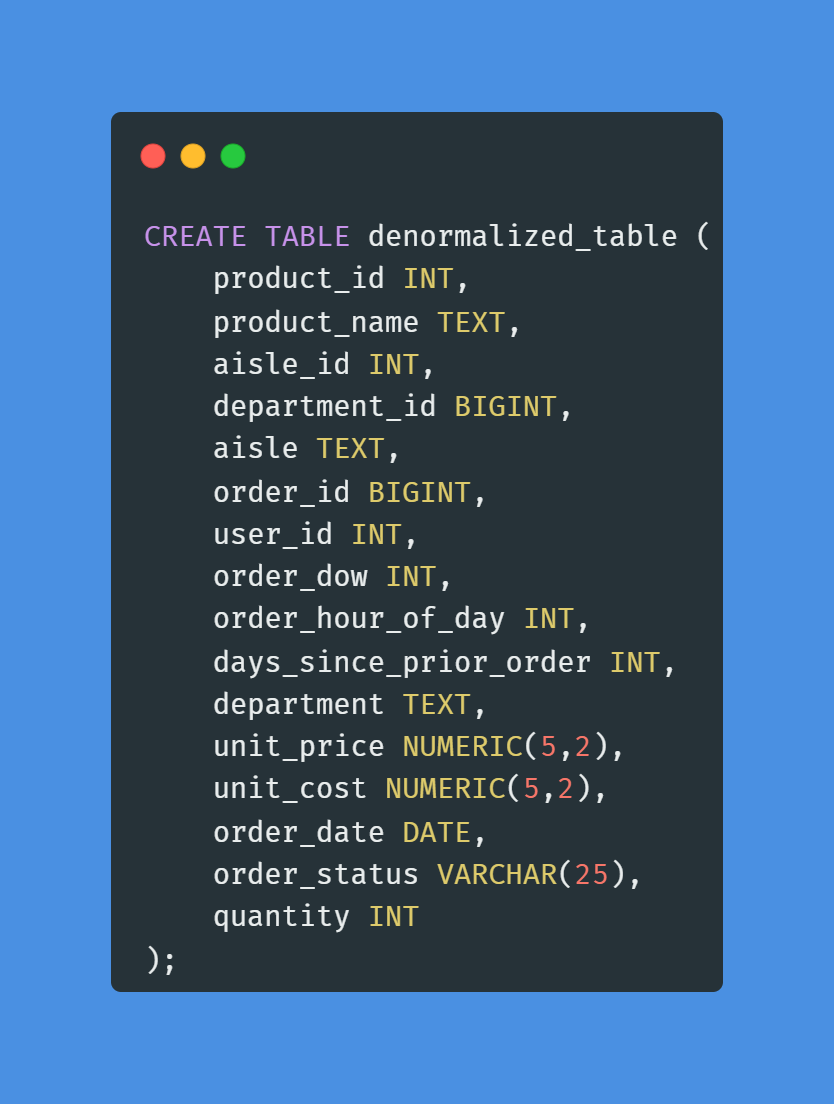 CREATE TABLE denormalized_table (
    product_id INT,
    product_name TEXT,
    aisle_id INT,
    department_id BIGINT,
    aisle TEXT,
    order_id BIGINT,
    user_id INT,
    order_dow INT,
    order_hour_of_day INT,
    days_since_prior_order INT,
    department TEXT,
    unit_price NUMERIC(5,2),
    unit_cost NUMERIC(5,2),
    order_date DATE,
    order_status VARCHAR(25),
    quantity INT
);